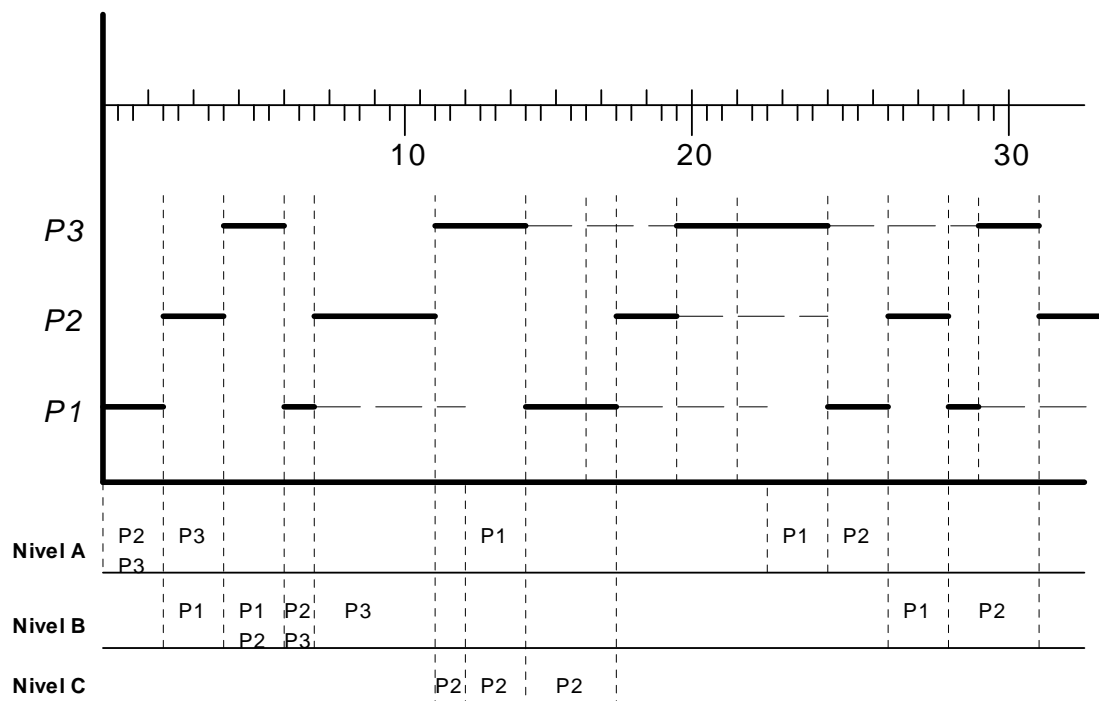 10 20 30
P3
P2
P1
P2 P3 P1 P1 P2
Nivel A
P3
P1 P1 P2 P3 P1 P2
Nivel B
P2 P3
Nivel C P2 P2 P2